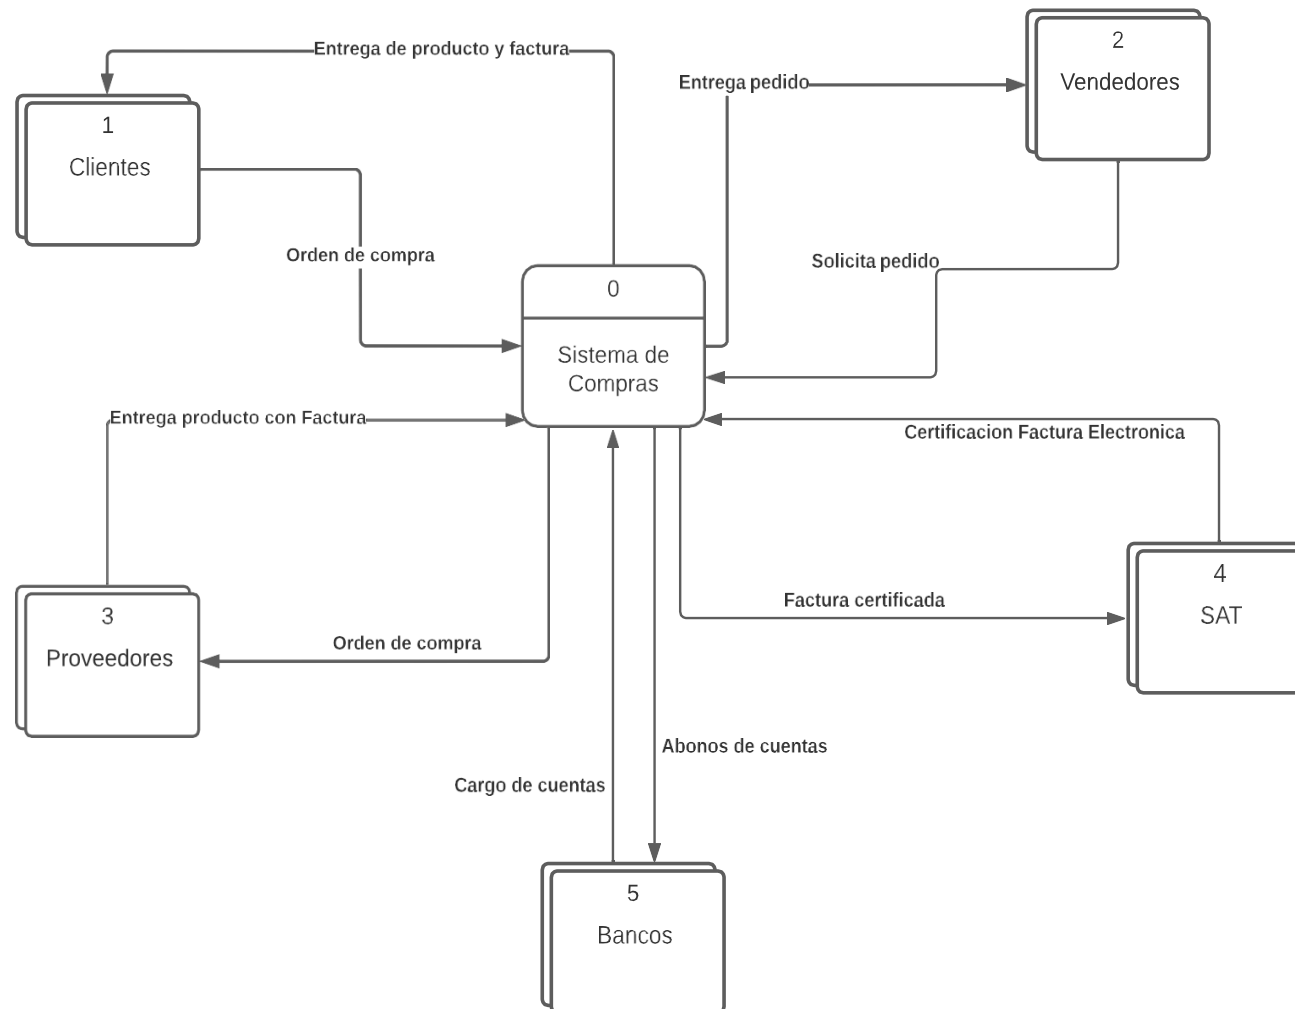 Entrega de producto y factura
2
Vendedores
Entrega pedido
1
Clientes
Orden de compra
Solicita pedido
0
Sistema de
Compras
Entrega producto con Factura
Certificacion Factura Electronica
4
SAT
Factura certificada
3
Proveedores
Orden de compra
Abonos de cuentas
Cargo de cuentas
5
Bancos